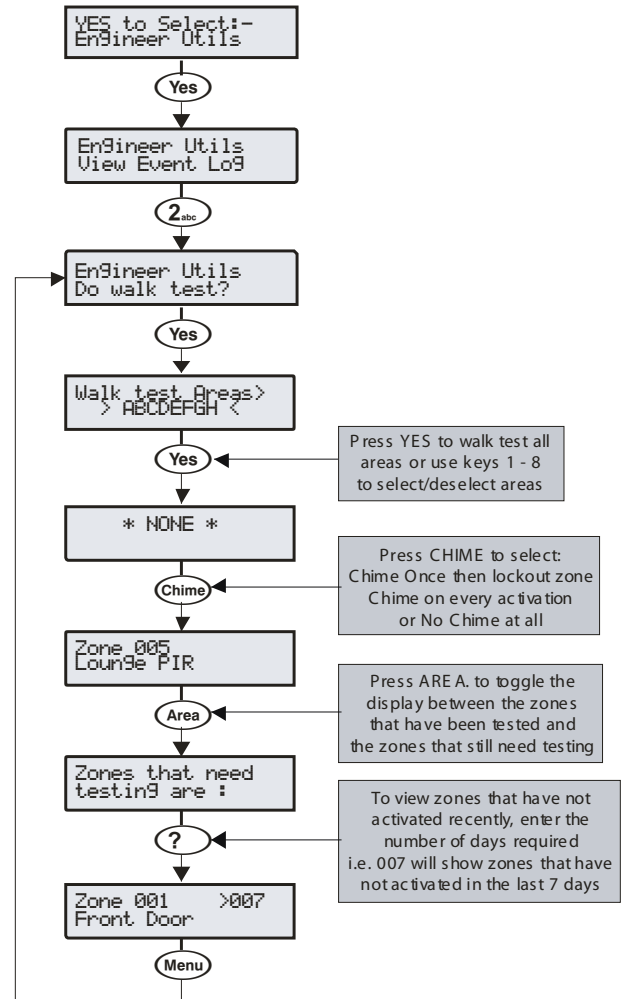 YES to Select:-
Engineer Utils
Yes
Engineer Utils
View Event Log
2abc
Engineer Utils
Do walk test?
Yes
Walk test Areas>
> ABCDEFGH <
Yes
Press YES to walk test all
areas or use keys 1 - 8
to select/deselect areas
* NONE *
Chime
Press CHIME to select:
Chime Once then lockout zone
Chime on every activation
or No Chime at all
Zone 005
Lounge PIR
Area
Press AREA. to toggle the
display between the zones
that have been tested and
the zones that still need testing
Zones that need
testing are :
?
To view zones that have not
activated recently, enter the
number of days required
i.e. 007 will show zones that have
not activated in the last 7 days
Zone 001 >007
Front Door
Menu